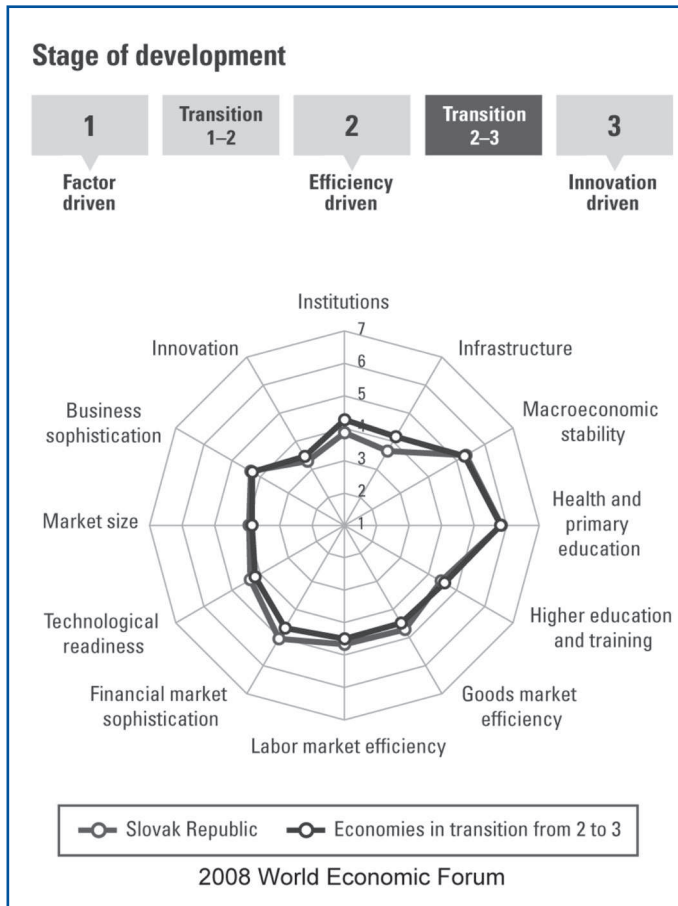 Stage of development
1
Transition
1–2
2
Transition
2–3
3
Factor
driven
Efficiency
driven
Innovation
driven
Institutions
Innovation
Infrastructure
Business
sophistication
Macroeconomic
stability
Market size
Health and
primary
education
Technological
readiness
Higher education
and training
Financial market
sophistication
Goods market
efficiency
Labor market efficiency
7
6
5
4
3
2
1
Slovak Republic
Economies in transition from 2 to 3
2008 World Economic Forum